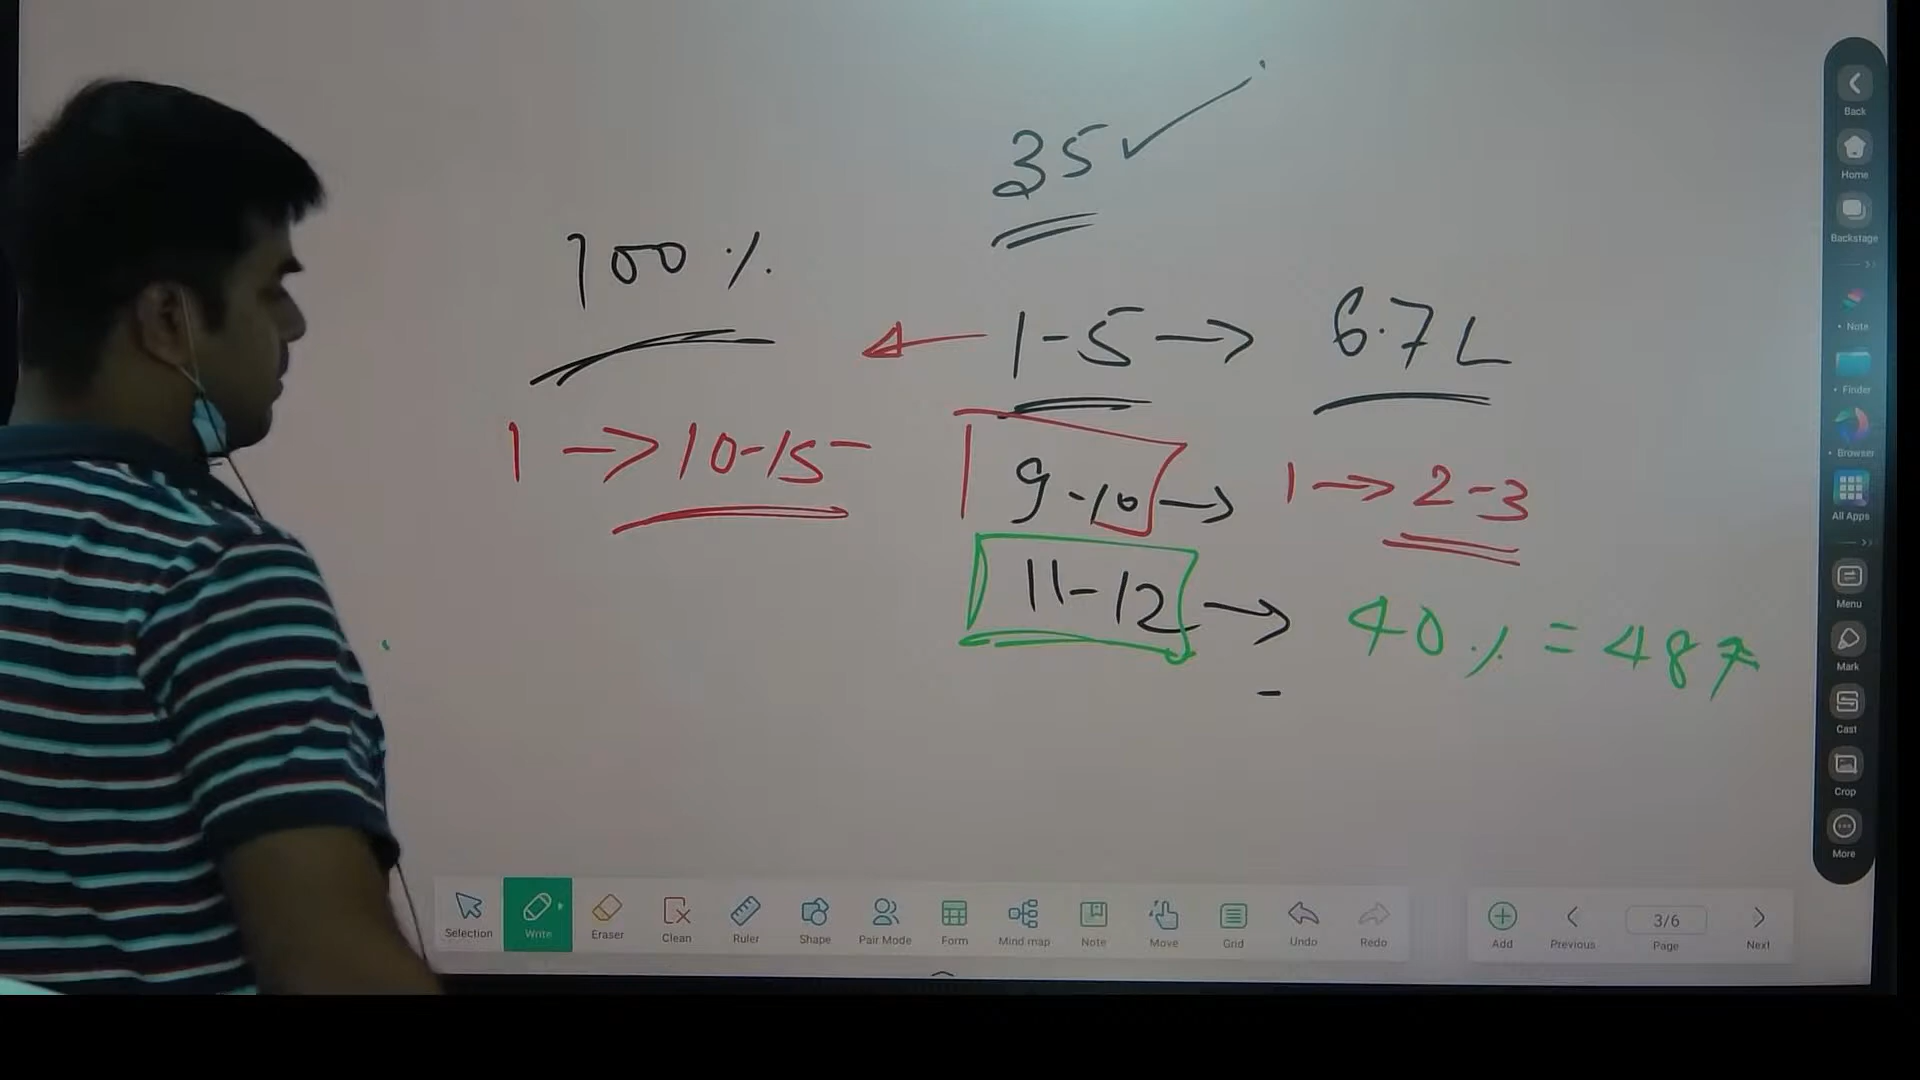 35 ✓
100 %
1-5 → 6.7 L
1 → 10-15
9-10 → 1 → 2-3
11-12 → 40 % =
-
Back
Home
Backstage
Note
Finder
Browser
All Apps
Menu
Mark
Cast
Crop
More
Selection
Write
Eraser
Clean
Ruler
Shape
Pair Mode
Form
Mind map
Note
Move
Grid
Undo
Redo
Add
Previous
3/6
Page
Next